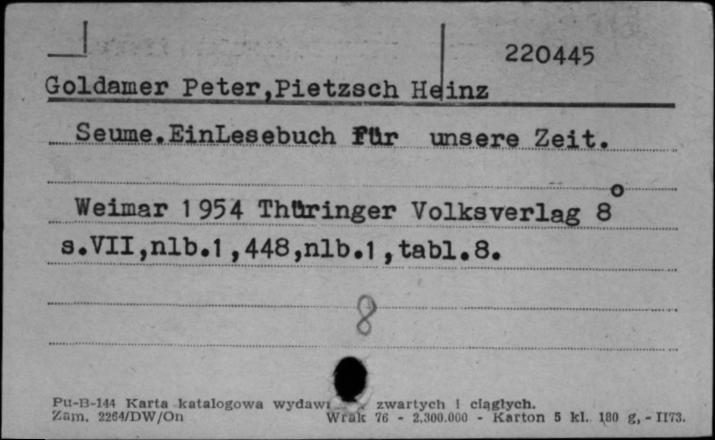 220445
Goldamer Peter,Pietzsch Heinz
Seume.EinLesebuch Für unsere Zeit.
Weimar 1954 Thüringer Volksverlag 8°
s.VII,nlb.1,448,nlb.1,tabl.8.
8
Pu-B-144 Karta katalogowa zwartych i ciągłych.
Zam. 2264/DW/On Wrak 76 - 2.300.000 - Karton 5 kl. 180 g, - II73.